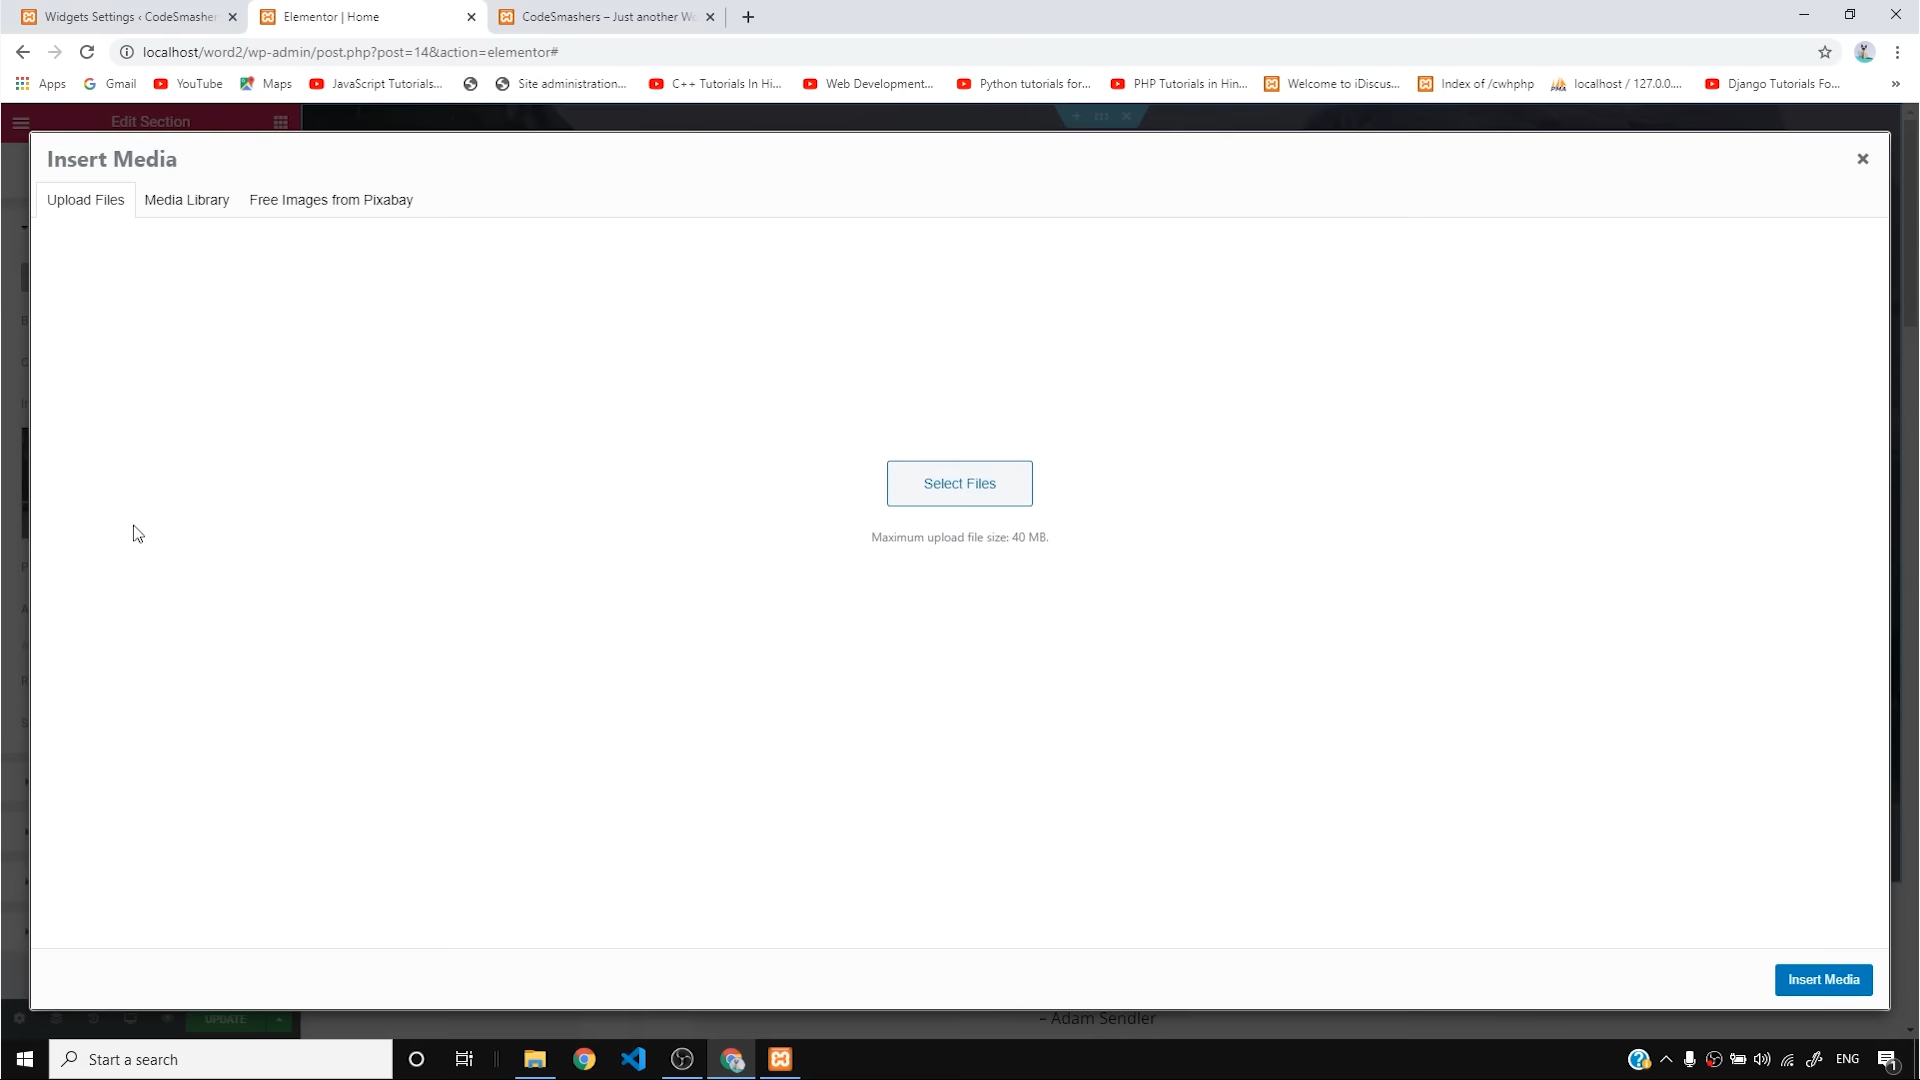 Widgets Settings ‹ CodeSmasher
Elementor | Home
CodeSmashers – Just another Wo
localhost/word2/wp-admin/post.php?post=14&action=elementor#
Apps
Gmail
YouTube
Maps
JavaScript Tutorials...
Site administration...
C++ Tutorials In Hi...
Web Development...
Python tutorials for...
PHP Tutorials in Hin...
Welcome to iDiscus...
Index of /cwhphp
localhost / 127.0.0....
Django Tutorials Fo...
Edit Section
Insert Media
Upload Files
Media Library
Free Images from Pixabay
Select Files
Maximum upload file size: 40 MB.
Insert Media
UPDATE
– Adam Sendler
Start a search
ENG
1